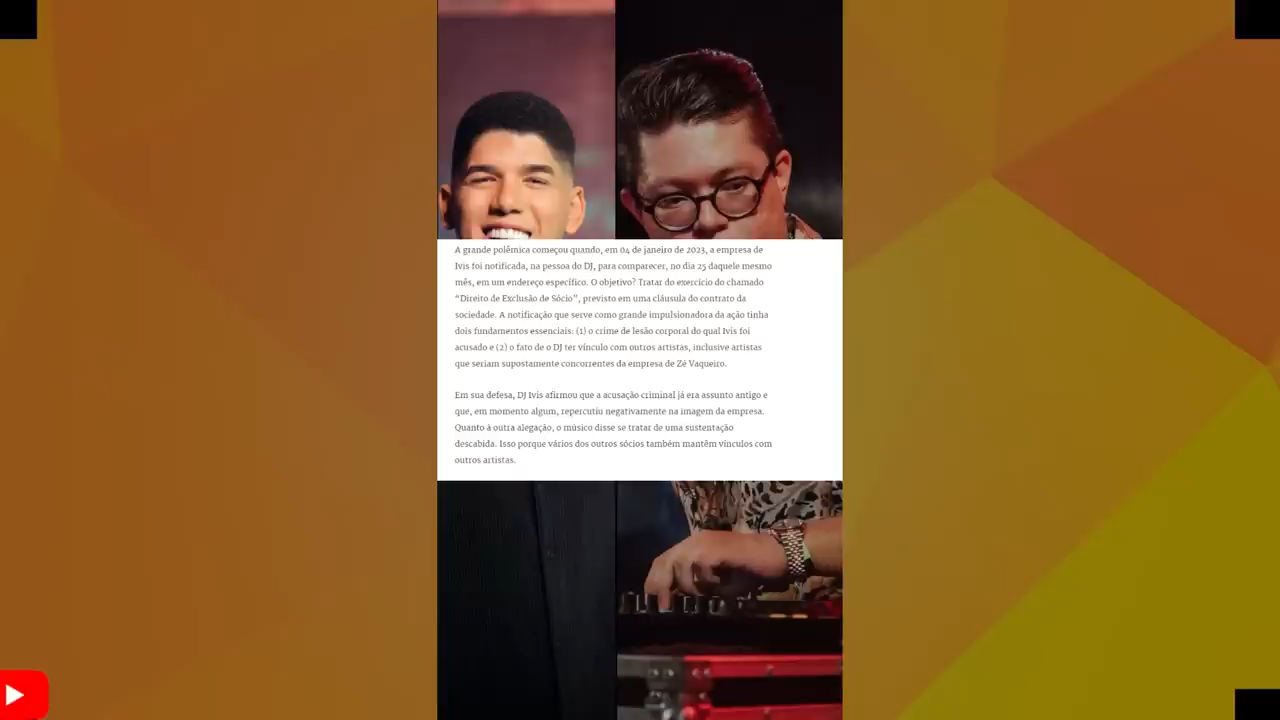 A grande polêmica começou quando, em 04 de janeiro de 2023, a empresa de
Ivis foi notificada, na pessoa do DJ, para comparecer, no dia 25 daquele mesmo
mês, em um endereço específico. O objetivo? Tratar do exercício do chamado
“Direito de Exclusão de Sócio”, previsto em uma cláusula do contrato da
sociedade. A notificação que serve como grande impulsionadora da ação tinha
dois fundamentos essenciais: (1) o crime de lesão corporal do qual Ivis foi
acusado e (2) o fato de o DJ ter vínculo com outros artistas, inclusive artistas
que seriam supostamente concorrentes da empresa de Zé Vaqueiro.
Em sua defesa, DJ Ivis afirmou que a acusação criminal já era assunto antigo e
que, em momento algum, repercutiu negativamente na imagem da empresa.
Quanto à outra alegação, o músico disse se tratar de uma sustentação
descabida. Isso porque vários dos outros sócios também mantêm vínculos com
outros artistas.